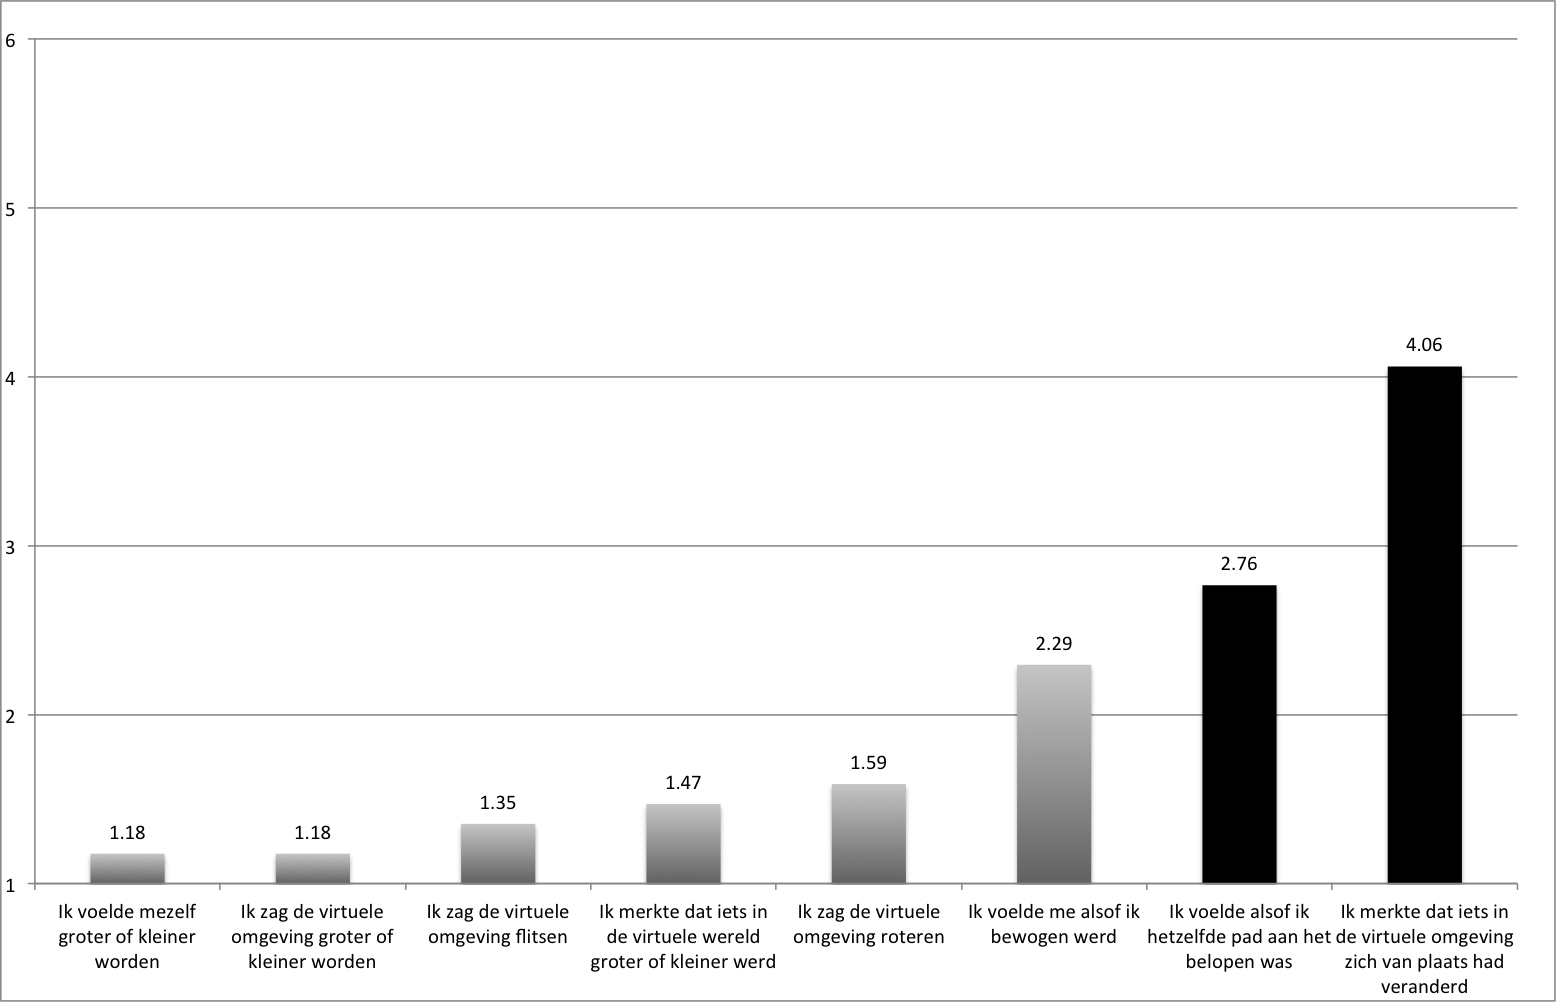 6
5
4
3
2
1
1.18
1.18
1.35
1.47
1.59
2.29
2.76
4.06
Ik voelde mezelf
groter of kleiner
worden
Ik zag de virtuele
omgeving groter of
kleiner worden
Ik zag de virtuele
omgeving flitsen
Ik merkte dat iets in
de virtuele wereld
groter of kleiner werd
Ik zag de virtuele
omgeving roteren
Ik voelde me alsof ik
bewogen werd
Ik voelde alsof ik
hetzelfde pad aan het
belopen was
Ik merkte dat iets in
de virtuele omgeving
zich van plaats had
veranderd